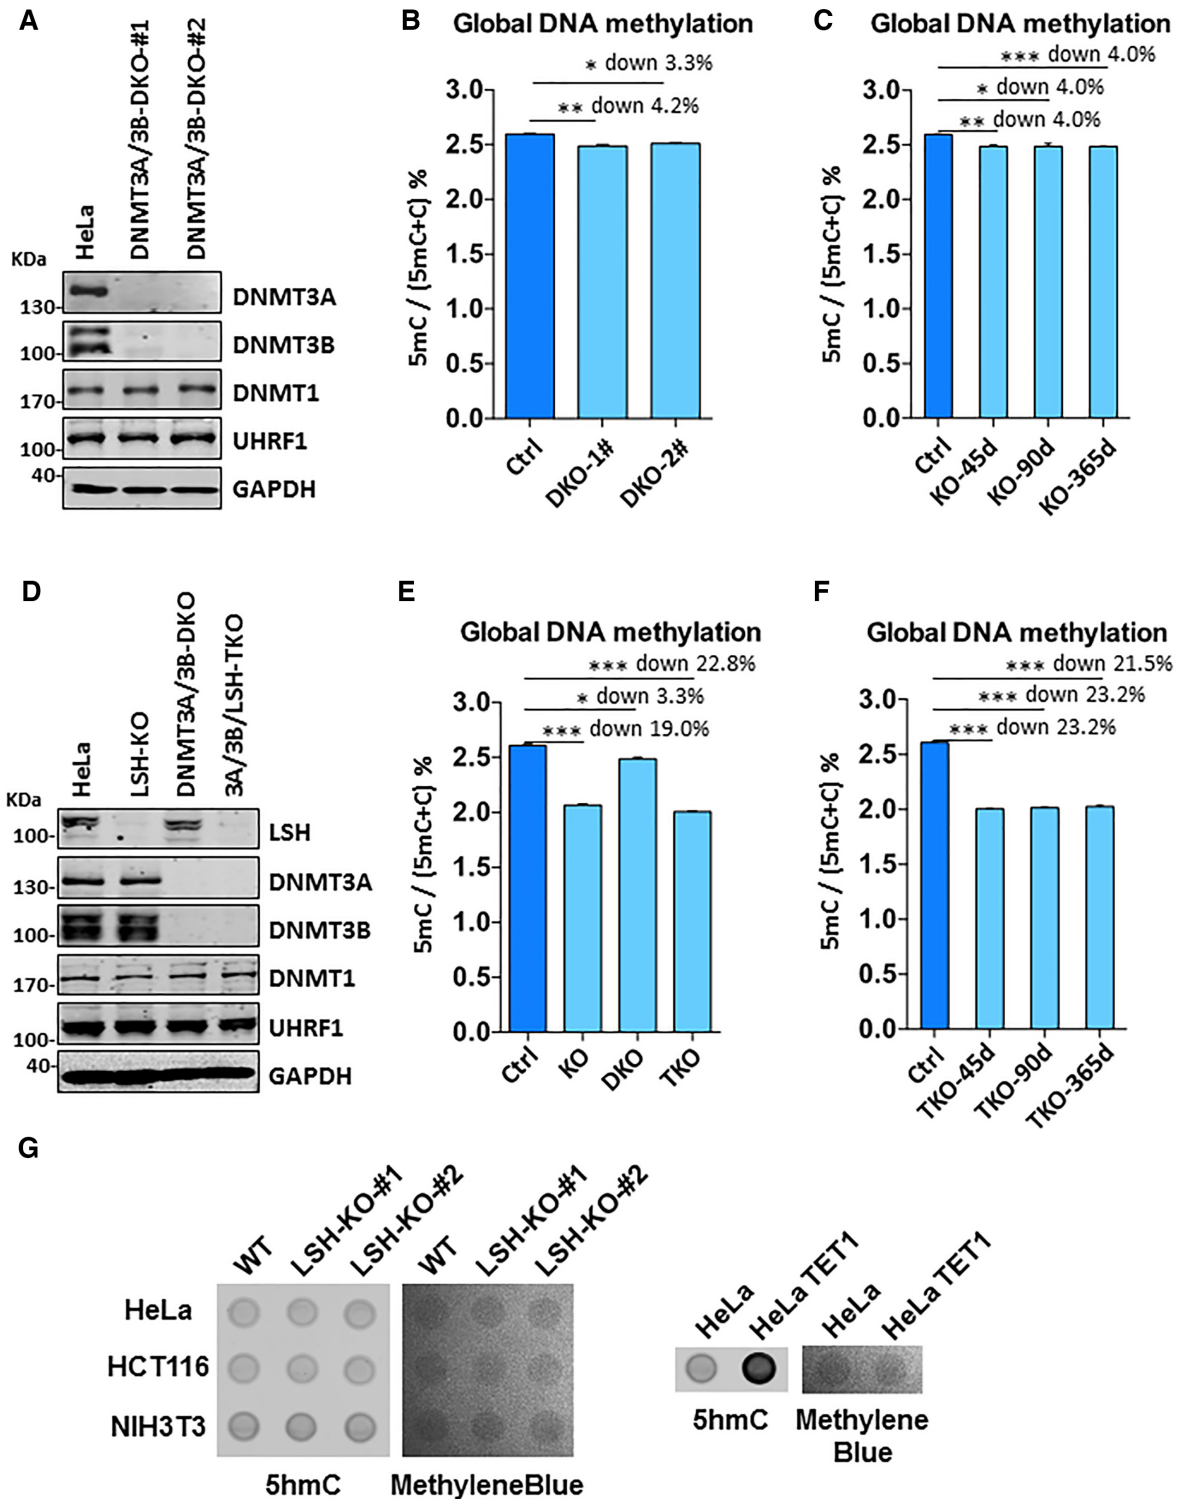 A
HeLa
DNMT3A/3B-DKO-#1
DNMT3A/3B-DKO-#2
KDa
130-
DNMT3A
100-
DNMT3B
170-
DNMT1
100-
UHRF1
40-
GAPDH
B
Global DNA methylation
* down 3.3%
** down 4.2%
5mC / (5mC+C) %
3.0
2.5
2.0
1.5
1.0
0.5
0.0
Ctrl
DKO-1#
DKO-2#
C
Global DNA methylation
*** down 4.0%
* down 4.0%
** down 4.0%
5mC / (5mC+C) %
3.0
2.5
2.0
1.5
1.0
0.5
0.0
Ctrl
KO-45d
KO-90d
KO-365d
D
HeLa
LSH-KO
DNMT3A/3B-DKO
3A/3B/LSH-TKO
KDa
100-
LSH
130-
DNMT3A
100-
DNMT3B
170-
DNMT1
100-
UHRF1
40-
GAPDH
E
Global DNA methylation
*** down 22.8%
* down 3.3%
*** down 19.0%
5mC / (5mC+C) %
3.0
2.5
2.0
1.5
1.0
0.5
0.0
Ctrl
KO
DKO
TKO
F
Global DNA methylation
*** down 21.5%
*** down 23.2%
*** down 23.2%
5mC / (5mC+C) %
3.0
2.5
2.0
1.5
1.0
0.5
0.0
Ctrl
TKO-45d
TKO-90d
TKO-365d
G
WT
LSH-KO-#1
LSH-KO-#2
WT
LSH-KO-#1
LSH-KO-#2
HeLa
HCT116
NIH3T3
5hmC
MethyleneBlue
HeLa
HeLa TET1
HeLa
HeLa TET1
5hmC
Methylene
Blue